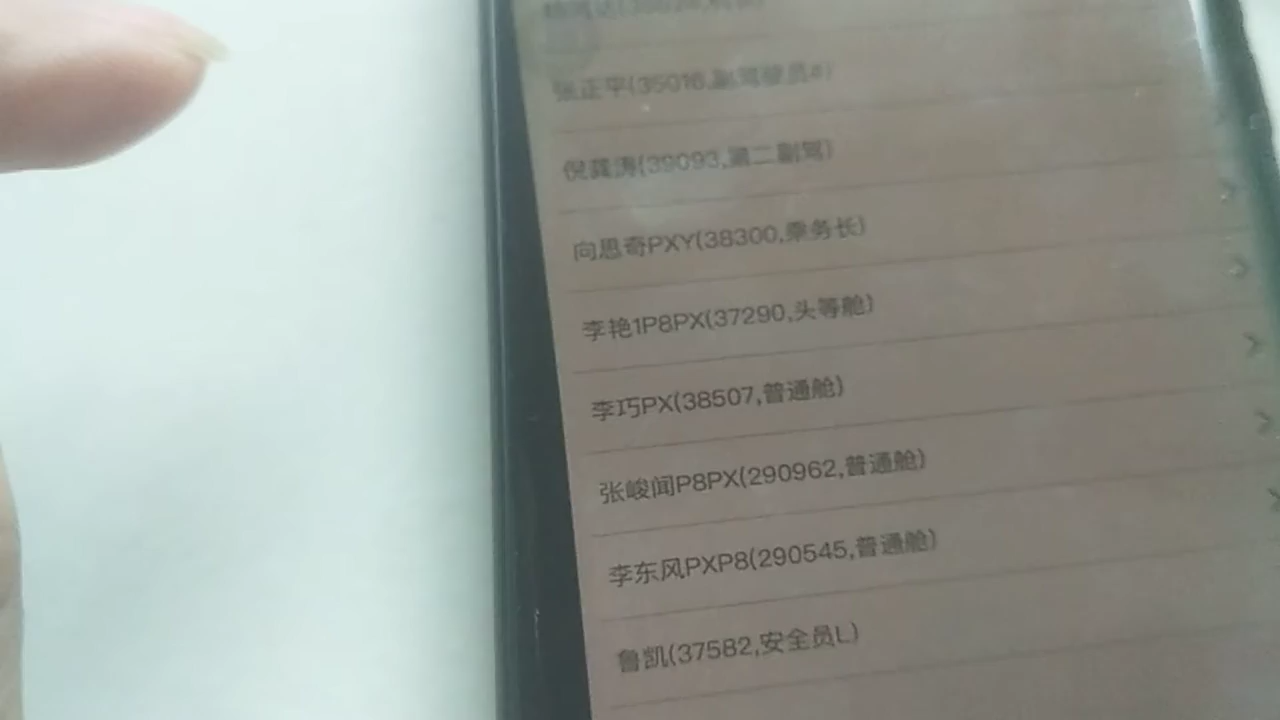 张正平(35016,副驾驶员#)
倪龚涛(39093,第二副驾)
向思奇PXY(38300,乘务长)
李艳1P8PX(37290,头等舱)
李巧PX(38507,普通舱)
张峻闻P8PX(290962,普通舱)
李东风PXP8(290545,普通舱)
鲁凯(37582,安全员L)